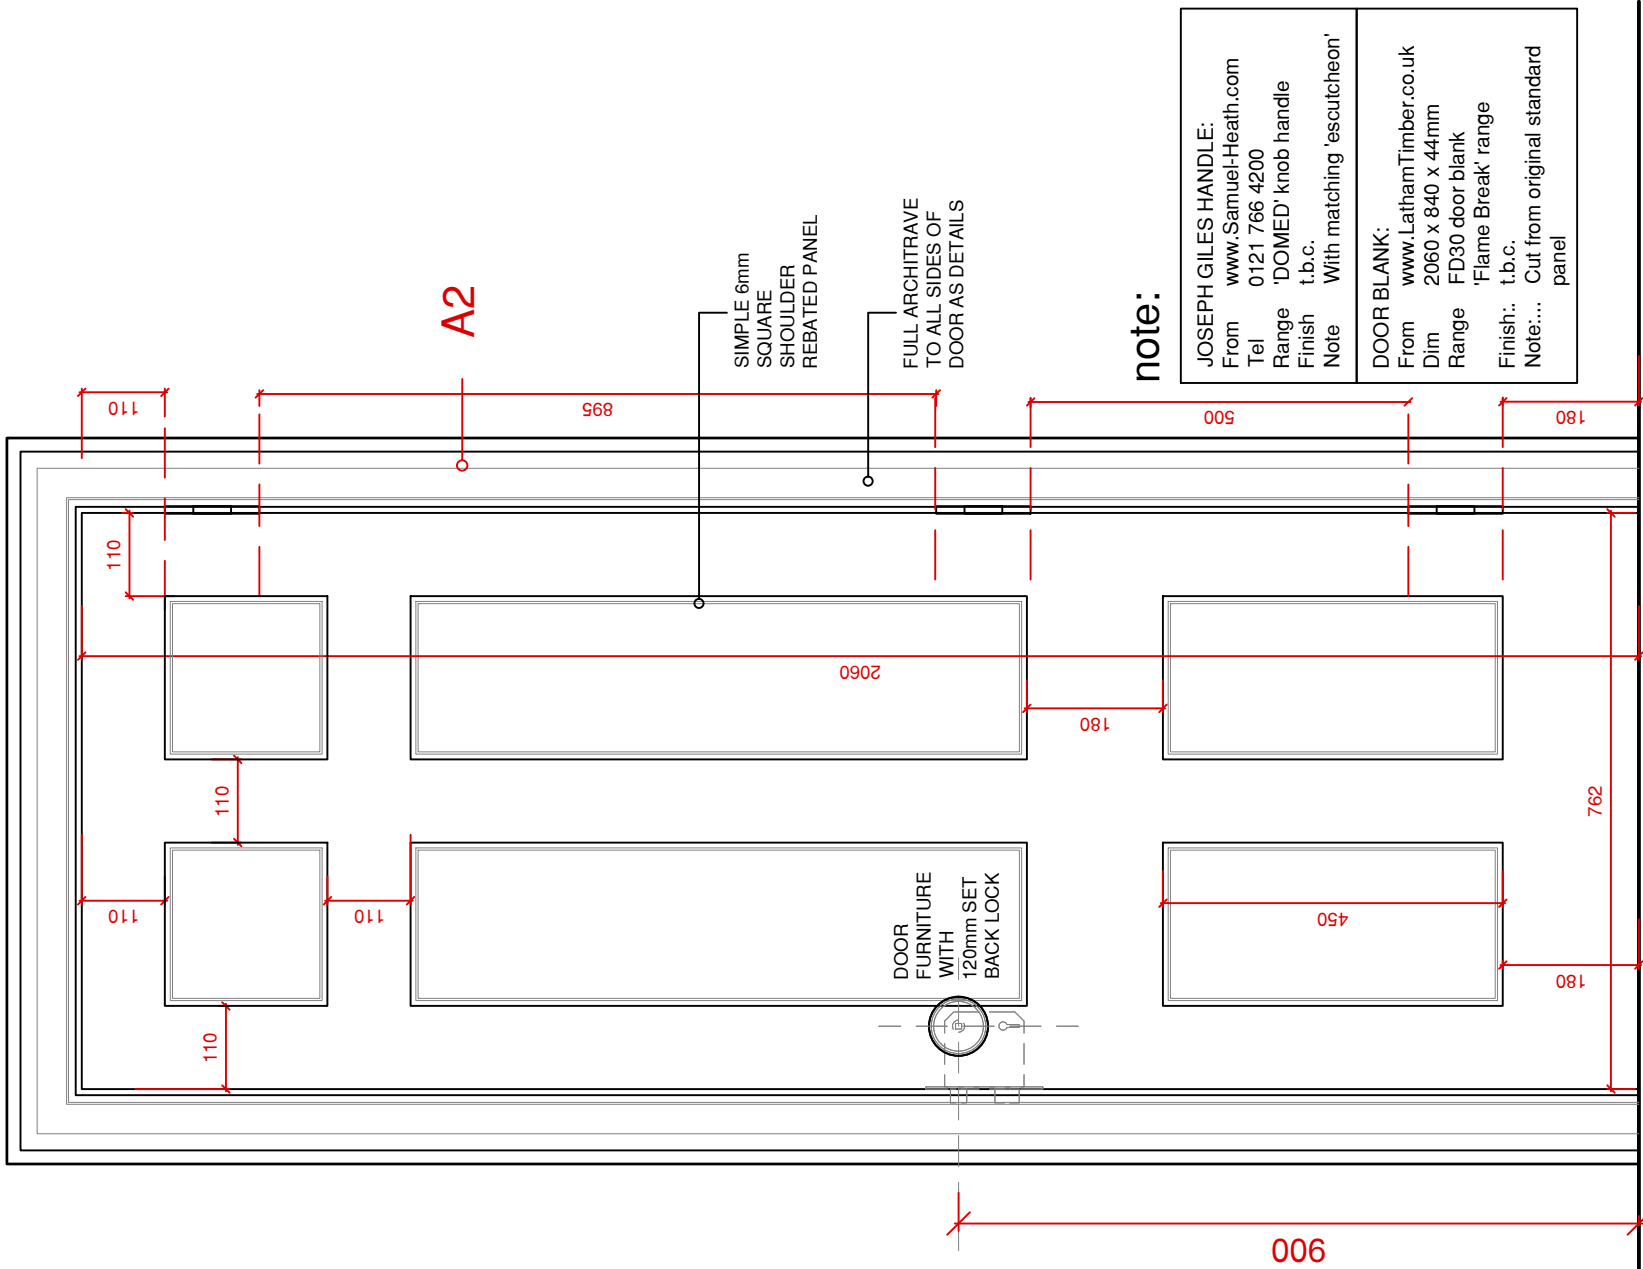 A2
SIMPLE 6mm
SQUARE
SHOULDER
REBATED PANEL
FULL ARCHITRAVE
TO ALL SIDES OF
DOOR AS DETAILS
DOOR
FURNITURE
WITH
120mm SET
BACK LOCK
110
895
500
180
110
2060
180
110
762
110
110
450
180
110
900
note:
JOSEPH GILES HANDLE:
From www.Samuel-Heath.com
Tel 0121 766 4200
Range 'DOMED' knob handle
Finish t.b.c.
Note With matching 'escutcheon'
DOOR BLANK:
From www.LathamTimber.co.uk
Dim 2060 x 840 x 44mm
Range FD30 door blank
'Flame Break' range
Finish:. t.b.c.
Note:... Cut from original standard
panel